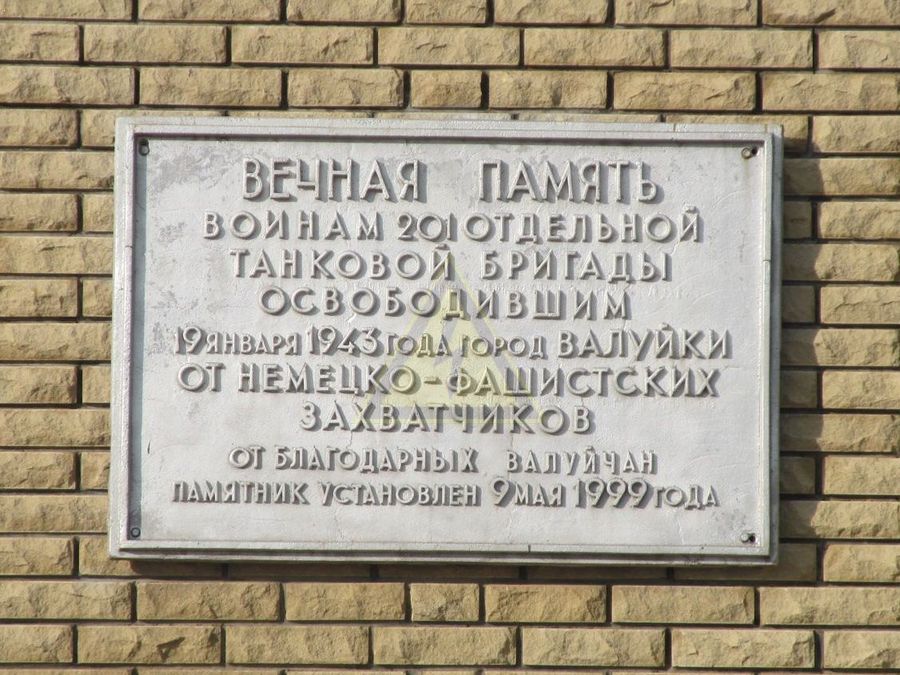 ВЕЧНАЯ ПАМЯТЬ
ВОИНАМ 201 ОТДЕЛЬНОЙ
ТАНКОВОЙ БРИГАДЫ
ОСВОБОДИВШИМ
19 ЯНВАРЯ 1943 ГОДА ГОРОД ВАЛУЙКИ
ОТ НЕМЕЦКО-ФАШИСТСКИХ
ЗАХВАТЧИКОВ
ОТ БЛАГОДАРНЫХ ВАЛУЙЧАН
ПАМЯТНИК УСТАНОВЛЕН 9 МАЯ 1999 ГОДА